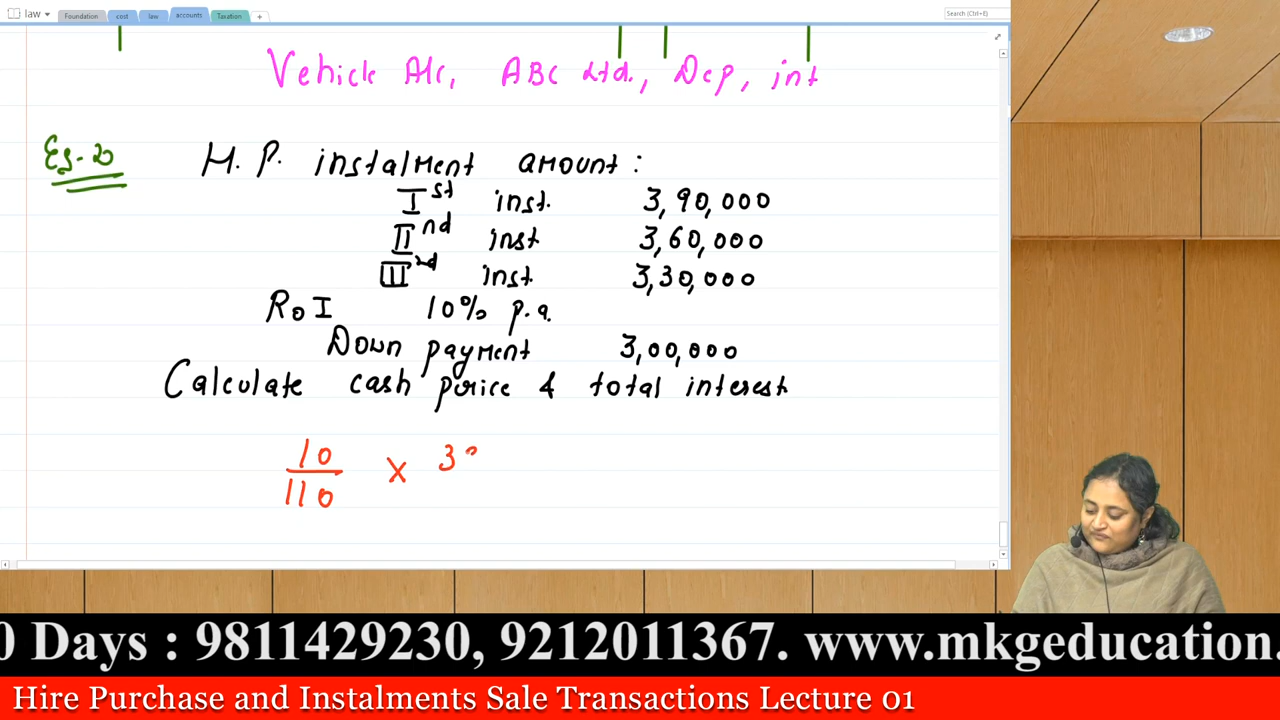 law Foundation cost law accounts Taxation + Search (Ctrl+E)
Vehicle A/c, ABC Ltd., Dep, int
Eg-20 H. P. instalment amount :
Ist inst. 3,90,000
IInd inst 3,60,000
IIIrd inst. 3,30,000
RoI 10% p.a.
Down payment 3,00,000
Calculate cash price & total interest
10
110
X 3
0 Days : 9811429230, 9212011367. www.mkgeducation.
Hire Purchase and Instalments Sale Transactions Lecture 01